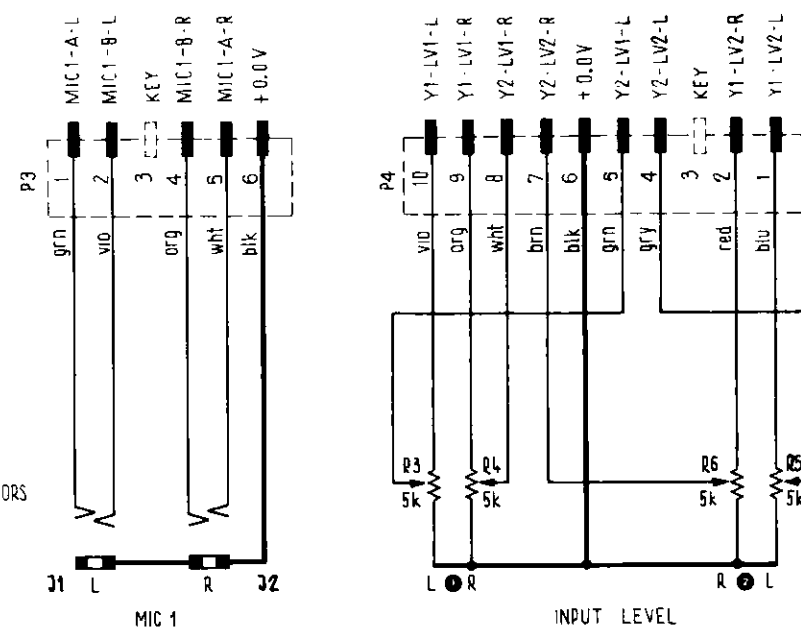 MIC1-A-L
MIC1-B-L
KEY
MIC1-B-R
MIC1-A-R
+0.0V
P3
1
2
3
4
5
6
grn
vio
org
wht
blk
ORS
J1
L
R
J2
MIC 1
Y1-LV1-L
Y1-LV1-R
Y2-LV1-R
Y2-LV2-R
+0.0V
Y2-LV1-L
Y2-LV2-L
KEY
Y1-LV2-R
Y1-LV2-L
P4
10
9
8
7
6
5
4
3
2
1
vio
org
wht
brn
blk
grn
gry
red
blu
R3
5k
R4
5k
R6
5k
R5
5k
L 1 R
R 2 L
INPUT LEVEL